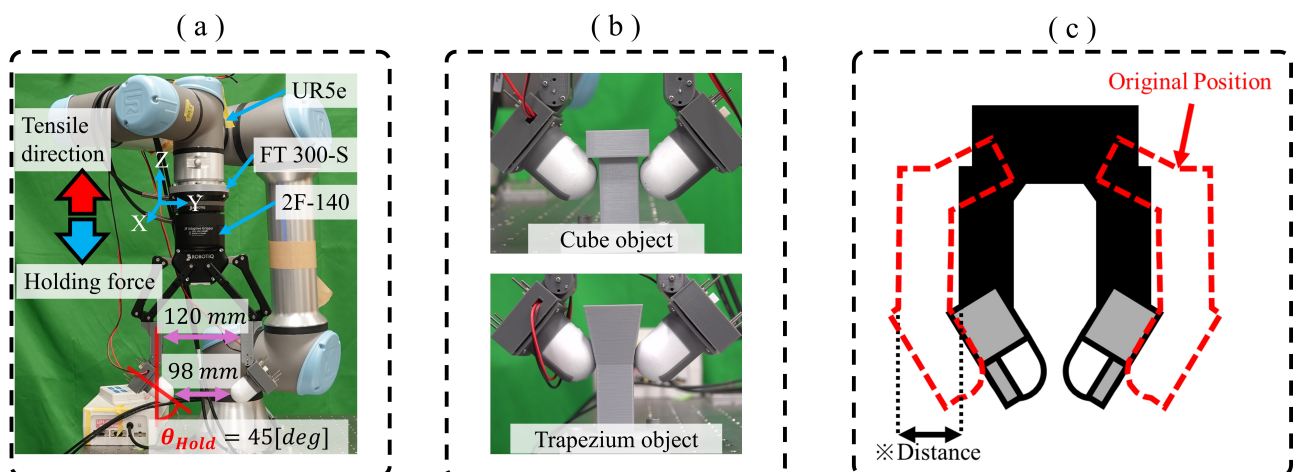 ( a )
UR5e
Tensile
direction
FT 300-S
Z
Y
X
2F-140
ROBOTIQ
Holding force
120 mm
98 mm
θHold = 45[deg]
( b )
Cube object
Trapezium object
( c )
Original Position
※Distance